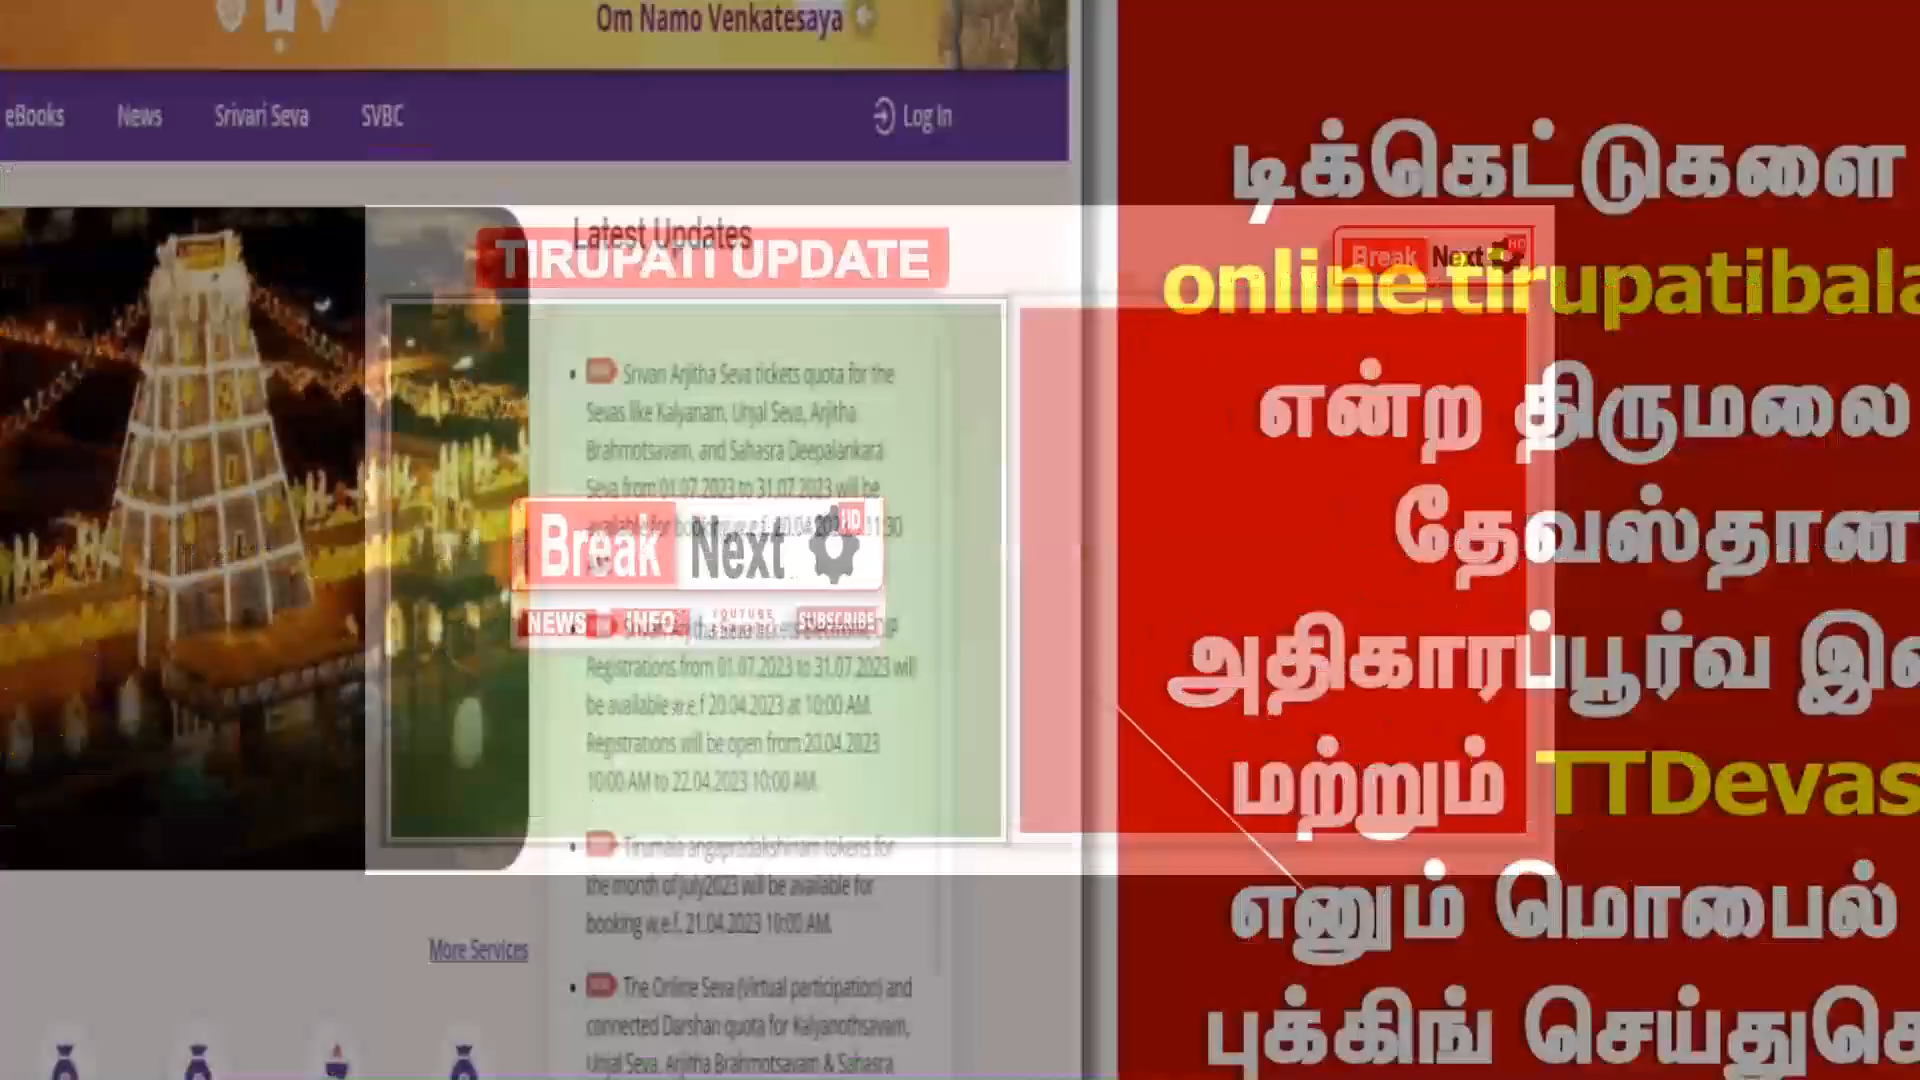 Om Namo Venkatesaya
eBooks News Srivari Seva SVBC Log In
Latest Updates
TIRUPATI UPDATE
Break Next HD
Srivari Arjitha Seva tickets quota for the
Sevas like Kalyanam, Unjal Seva, Arjitha
Brahmotsavam, and Sahasra Deepalankara
Seva from 01.07.2023 to 31.07.2023 will be
Break Next HD
NEWS INFO YOUTUBE SUBSCRIBE
Registrations from 01.07.2023 to 31.07.2023 will
be available w.e.f 20.04.2023 at 10:00 AM.
Registrations will be open from 20.04.2023
10:00 AM to 22.04.2023 10:00 AM.
Tirumala angapradakshinam tokens for
the month of july2023 will be available for
booking w.e.f. 21.04.2023 10:00 AM.
More Services
The Online Seva (Virtual participation) and
connected Darshan quota for Kalyanothsavam,
Unjal Seva, Arjitha Brahmotsavam & Sahasra
டிக்கெட்டுகளை
online.tirupatibala
என்ற திருமலை
தேவஸ்தான
அதிகாரப்பூர்வ
மற்றும் TTDevas
எனும் மொபைல்
புக்கிங் செய்துகொ